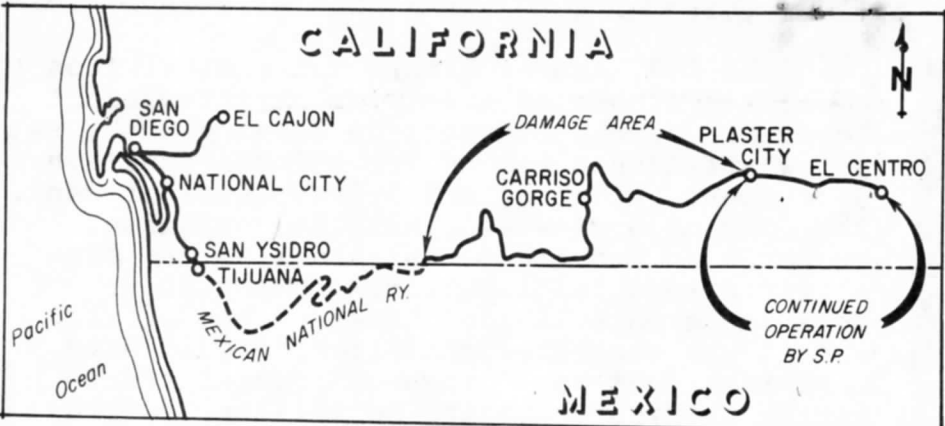 CALIFORNIA
N
SAN
DIEGO
EL CAJON
DAMAGE AREA
PLASTER
CITY
EL CENTRO
NATIONAL CITY
CARRISO
GORGE
SAN YSIDRO
TIJUANA
MEXICAN NATIONAL RY.
CONTINUED
OPERATION
BY S.P.
Pacific
Ocean
MEXICO